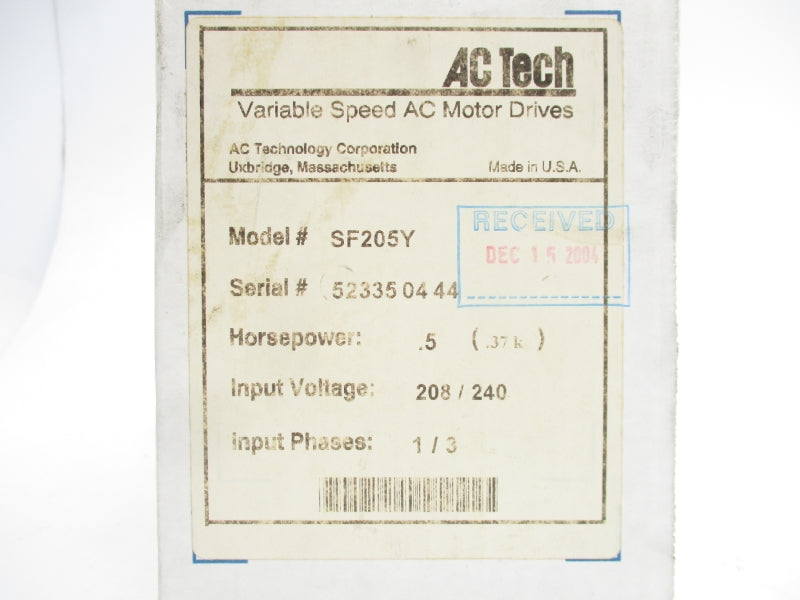 AC Tech
Variable Speed AC Motor Drives
AC Technology Corporation
Uxbridge, Massachusetts
Made in U.S.A.
RECEIVED
DEC 15 2004
Model # SF205Y
Serial # 52335 04 44
Horsepower: .5 ( .37 k )
Input Voltage: 208 / 240
Input Phases: 1 / 3